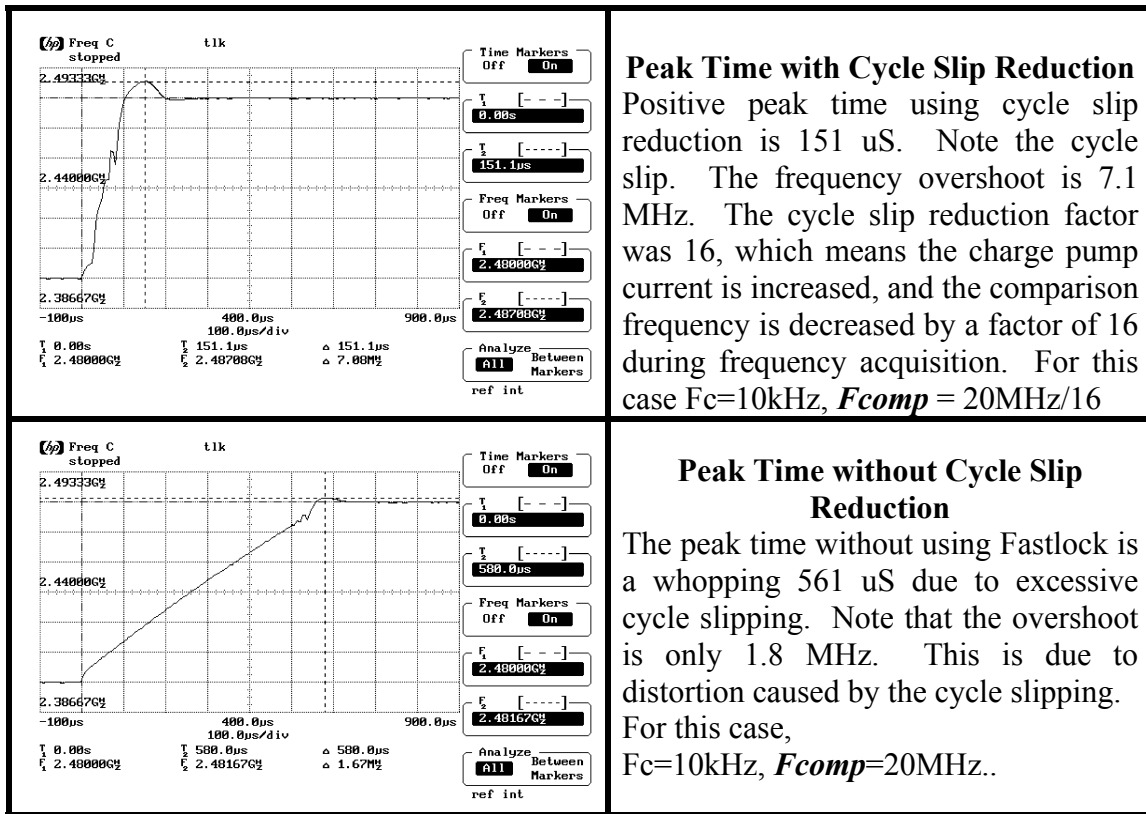 hp Freq C tlk
stopped
2.49333GHz
2.44000GHz
2.38667GHz
-100µs 400.0µs 900.0µs
100.0µs/div
T1 0.00s T2 151.1µs ▵ 151.1µs
F1 2.48000GHz F2 2.48708GHz ▵ 7.08MHz
Time Markers
Off On
T1 [- - -]
0.00s
T2 [-----]
151.1µs
Freq Markers
Off On
F1 [- - -]
2.48000GHz
F2 [-----]
2.48708GHz
Analyze
All Between
Markers
ref int
Peak Time with Cycle Slip Reduction
Positive peak time using cycle slip
reduction is 151 uS. Note the cycle
slip. The frequency overshoot is 7.1
MHz. The cycle slip reduction factor
was 16, which means the charge pump
current is increased, and the comparison
frequency is decreased by a factor of 16
during frequency acquisition. For this
case Fc=10kHz, Fcomp = 20MHz/16
hp Freq C tlk
stopped
2.49333GHz
2.44000GHz
2.38667GHz
-100µs 400.0µs 900.0µs
100.0µs/div
T1 0.00s T2 580.0µs ▵ 580.0µs
F1 2.48000GHz F2 2.48167GHz ▵ 1.67MHz
Time Markers
Off On
T1 [- - -]
0.00s
T2 [-----]
580.0µs
Freq Markers
Off On
F1 [- - -]
2.48000GHz
F2 [-----]
2.48167GHz
Analyze
All Between
Markers
ref int
Peak Time without Cycle Slip
Reduction
The peak time without using Fastlock is
a whopping 561 uS due to excessive
cycle slipping. Note that the overshoot
is only 1.8 MHz. This is due to
distortion caused by the cycle slipping.
For this case,
Fc=10kHz, Fcomp=20MHz..